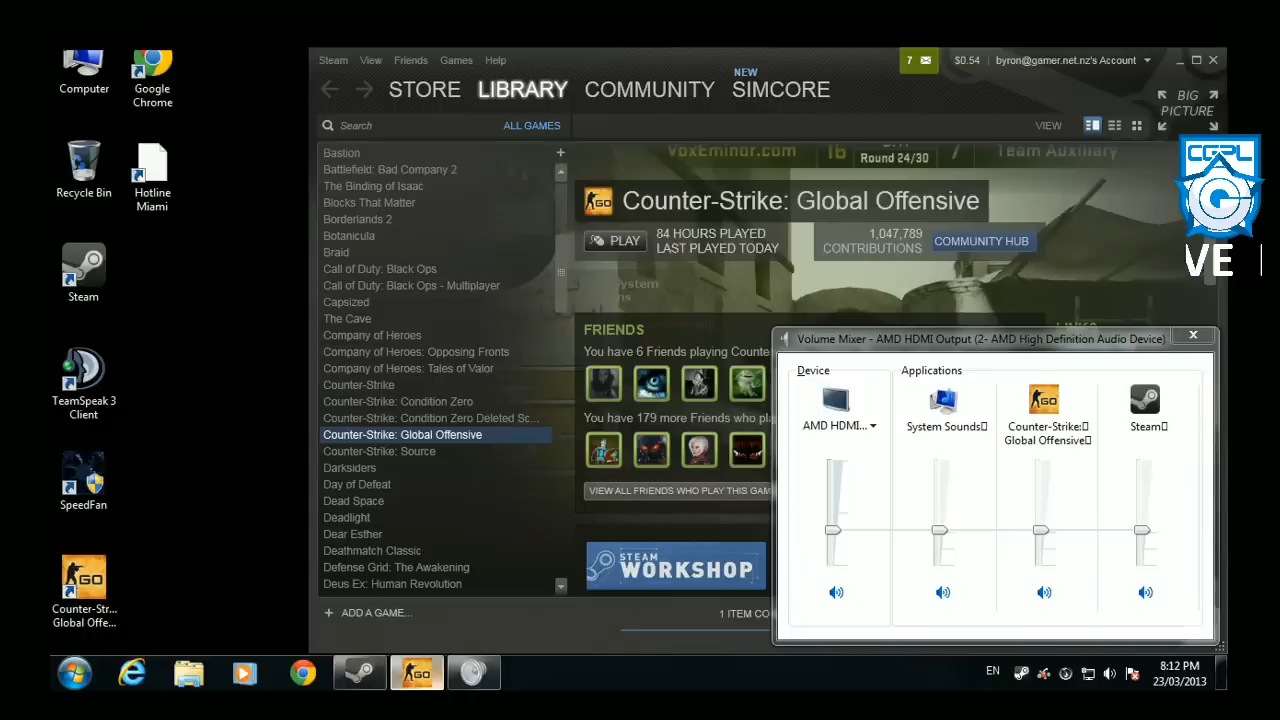 Computer
Google
Chrome
Recycle Bin
Hotline
Miami
Steam
TeamSpeak 3
Client
SpeedFan
Counter-Str...
Global Offe...
Steam View Friends Games Help
7
$0.54
byron@gamer.net.nz's Account
STORE LIBRARY COMMUNITY SIMCORE
NEW
BIG
PICTURE
Search
ALL GAMES
VIEW
Bastion
Battlefield: Bad Company 2
The Binding of Isaac
Blocks That Matter
Borderlands 2
Botanicula
Braid
Call of Duty: Black Ops
Call of Duty: Black Ops - Multiplayer
Capsized
The Cave
Company of Heroes
Company of Heroes: Opposing Fronts
Company of Heroes: Tales of Valor
Counter-Strike
Counter-Strike: Condition Zero
Counter-Strike: Condition Zero Deleted Sc...
Counter-Strike: Global Offensive
Counter-Strike: Source
Darksiders
Day of Defeat
Dead Space
Deadlight
Dear Esther
Deathmatch Classic
Defense Grid: The Awakening
Deus Ex: Human Revolution
+ ADD A GAME...
VoxEminor.com 16 Round 24/30 7 Team Auxiliary
GO
Counter-Strike: Global Offensive
PLAY
84 HOURS PLAYED
LAST PLAYED TODAY
1,047,789
CONTRIBUTIONS
COMMUNITY HUB
CGPL
G
VE
FRIENDS
You have 6 Friends playing Counte
You have 179 more Friends who pla
VIEW ALL FRIENDS WHO PLAY THIS GAM
STEAM
WORKSHOP
1 ITEM CO
Volume Mixer - AMD HDMI Output (2- AMD High Definition Audio Device)
Device
AMD HDMI...
Applications
System Sounds
Counter-Strike:
Global Offensive
Steam
EN
8:12 PM
23/03/2013